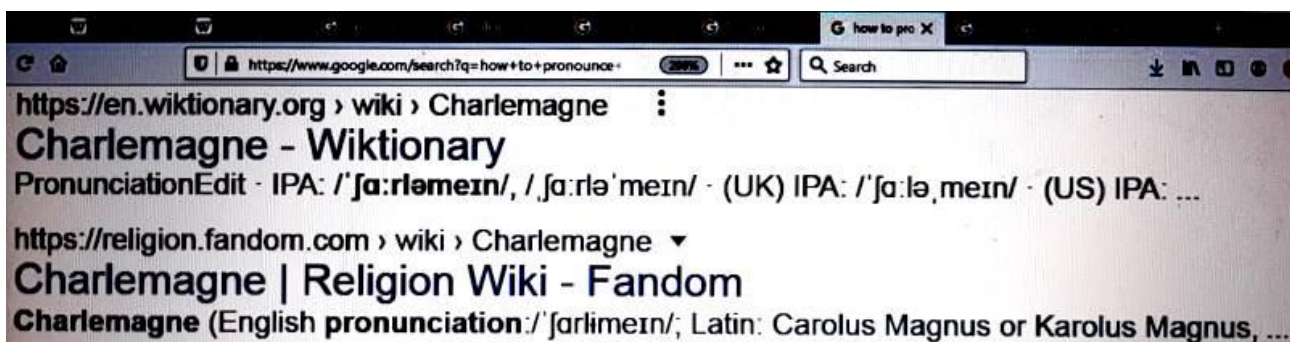 G how to pro X
https://www.google.com/search?q=how+to+pronounce+ 200% Search
https://en.wiktionary.org › wiki › Charlemagne
Charlemagne - Wiktionary
PronunciationEdit · IPA: /ˈʃɑːrləmeɪn/, /ˌʃɑːrləˈmeɪn/ · (UK) IPA: /ˈʃɑːləˌmeɪn/ · (US) IPA: ...
https://religion.fandom.com › wiki › Charlemagne
Charlemagne | Religion Wiki - Fandom
Charlemagne (English pronunciation:/ˈʃɑrlɨmeɪn/; Latin: Carolus Magnus or Karolus Magnus, ...